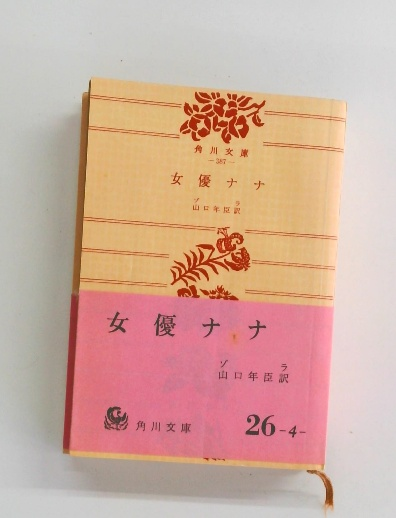 角川文庫
—387—
女優ナナ
ゾラ
山口年臣訳
女優ナナ
ゾラ
山口年臣訳
角川文庫
26-4-